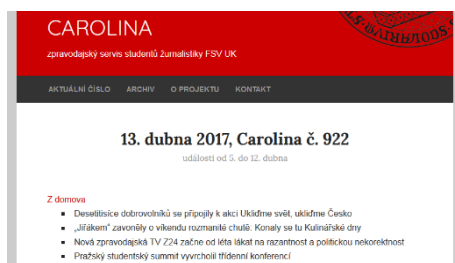 CAROLINA
zpravodajský servis studentů žurnalistiky FSV UK
AKTUÁLNÍ ČÍSLO ARCHIV O PROJEKTU KONTAKT
13. dubna 2017, Carolina č. 922
události od 5. do 12. dubna
Z domova
Desetitisíce dobrovolníků se připojily k akci Ukliďme svět, ukliďme Česko
„Jiřákem" zavoněly o víkendu rozmanité chutě. Konaly se tu Kulinářské dny
Nová zpravodajská TV Z24 začne od léta lákat na razantnost a politickou nekorektnost
Pražský studentský summit vyvrcholil třídenní konferencí